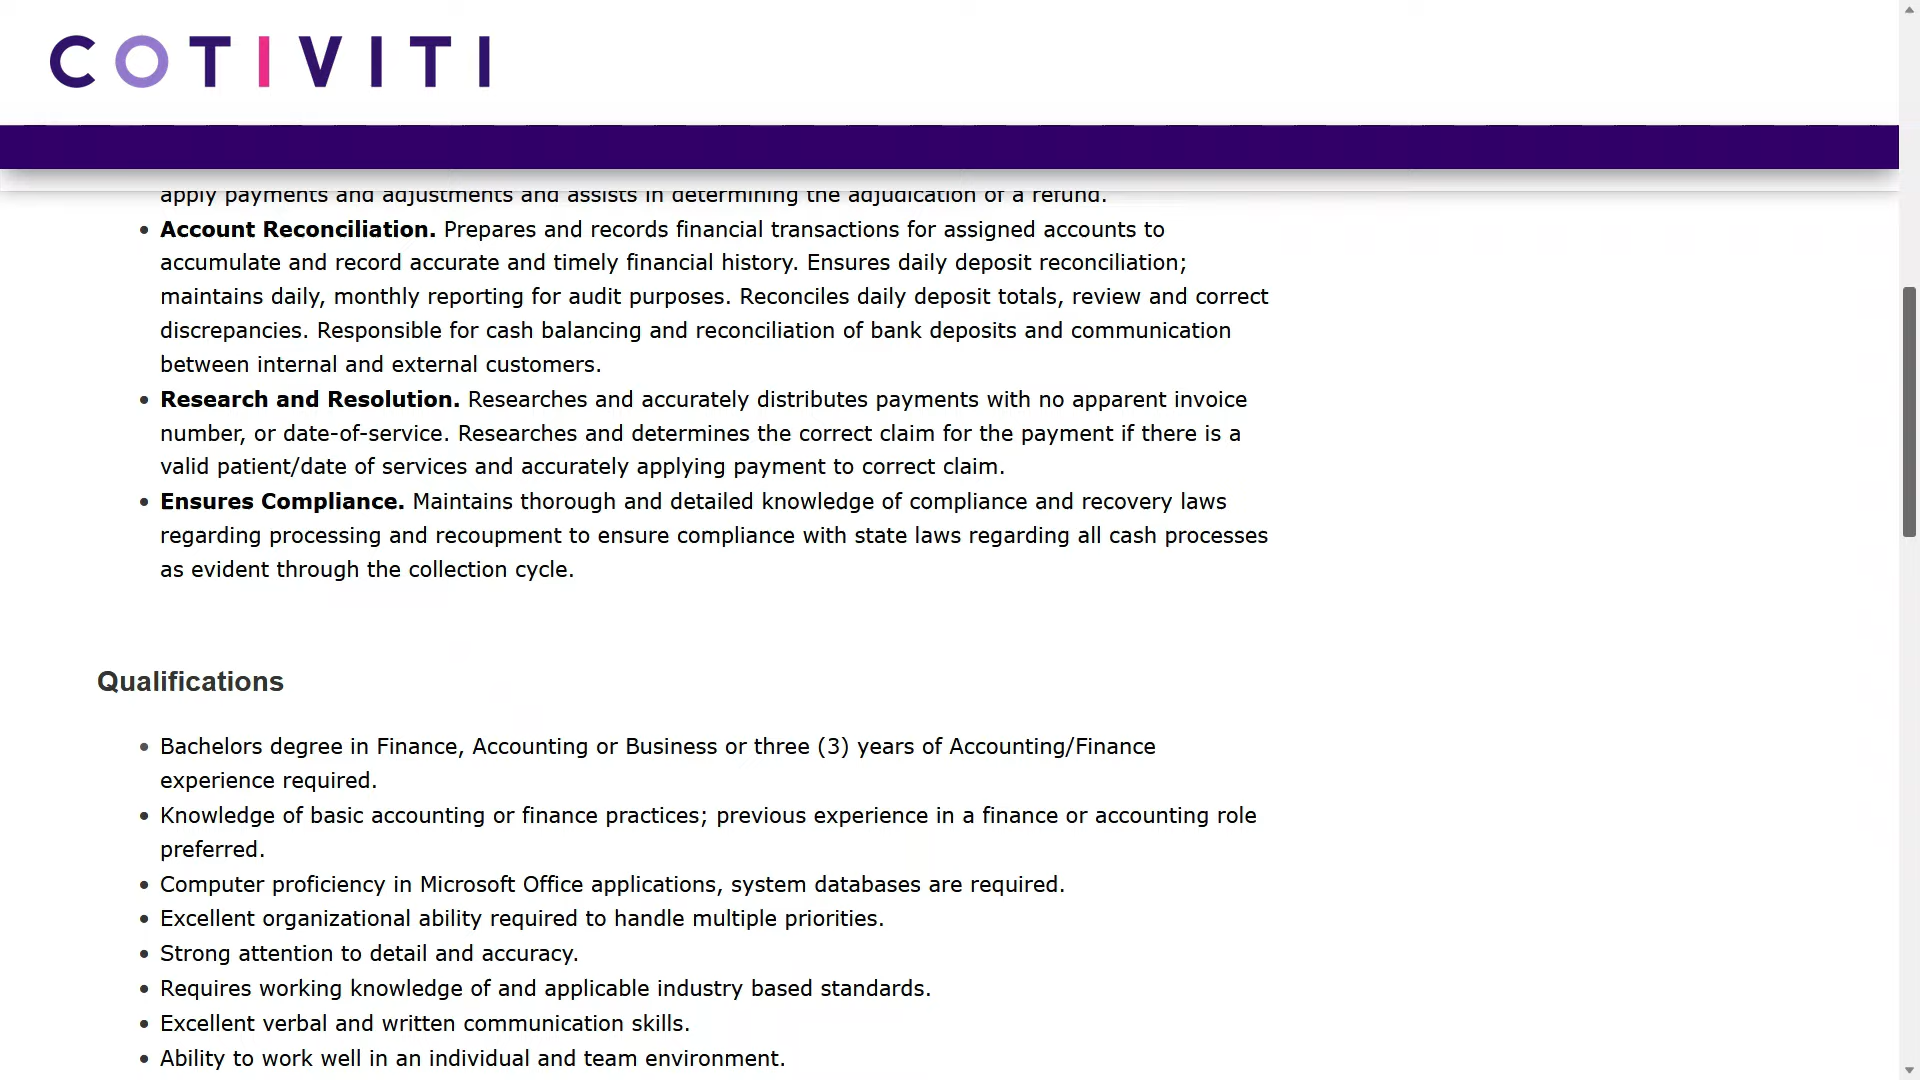 COTIVITI
apply payments and adjustments and assists in determining the adjudication of a refund.
Account Reconciliation. Prepares and records financial transactions for assigned accounts to
accumulate and record accurate and timely financial history. Ensures daily deposit reconciliation;
maintains daily, monthly reporting for audit purposes. Reconciles daily deposit totals, review and correct
discrepancies. Responsible for cash balancing and reconciliation of bank deposits and communication
between internal and external customers.
Research and Resolution. Researches and accurately distributes payments with no apparent invoice
number, or date-of-service. Researches and determines the correct claim for the payment if there is a
valid patient/date of services and accurately applying payment to correct claim.
Ensures Compliance. Maintains thorough and detailed knowledge of compliance and recovery laws
regarding processing and recoupment to ensure compliance with state laws regarding all cash processes
as evident through the collection cycle.
Qualifications
Bachelors degree in Finance, Accounting or Business or three (3) years of Accounting/Finance
experience required.
Knowledge of basic accounting or finance practices; previous experience in a finance or accounting role
preferred.
Computer proficiency in Microsoft Office applications, system databases are required.
Excellent organizational ability required to handle multiple priorities.
Strong attention to detail and accuracy.
Requires working knowledge of and applicable industry based standards.
Excellent verbal and written communication skills.
Ability to work well in an individual and team environment.